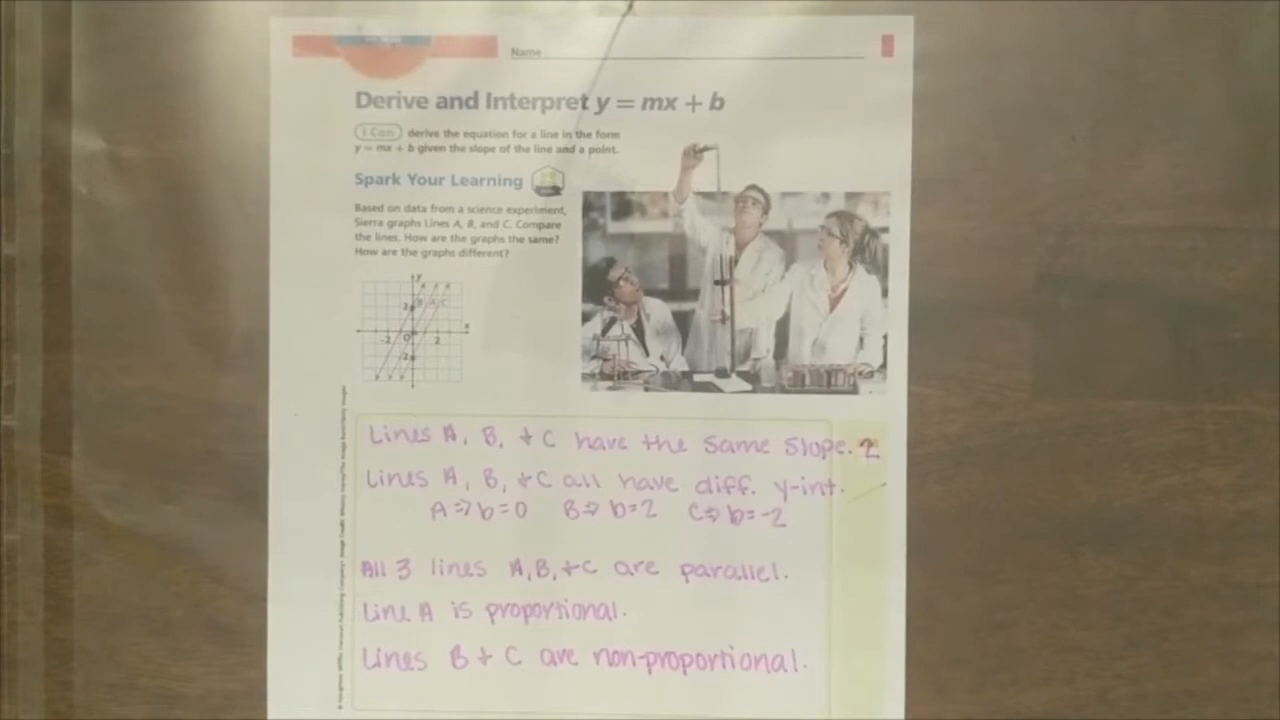 Name
Derive and Interpret y = mx + b
I Can derive the equation for a line in the form
y = mx + b given the slope of the line and a point.
Spark Your Learning
Based on data from a science experiment,
Sierra graphs Lines A, B, and C. Compare
the lines. How are the graphs the same?
How are the graphs different?
y
B A C
2
x
-2 O 2
-2
Lines A, B, + C have the same slope. 2
Lines A, B, + C all have diff. y-int.
A => b=0 B => b=2 C => b=-2
All 3 lines A, B, + C are parallel.
Line A is proportional.
Lines B + C are non-proportional.